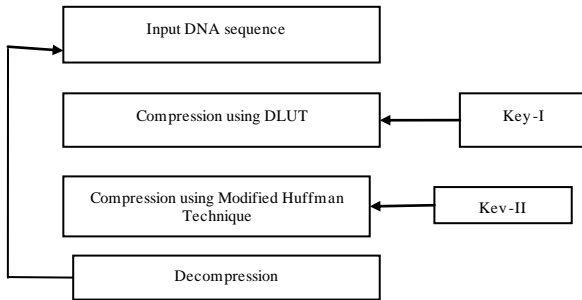 Input DNA sequence
Compression using DLUT
Key-I
Compression using Modified Huffman
Technique
Kev-II
Decompression